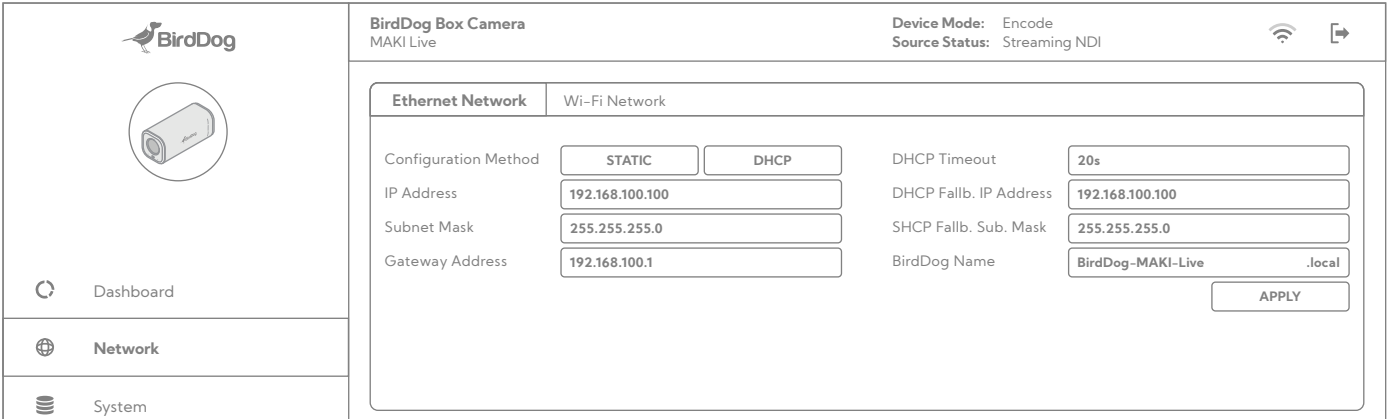 BirdDog
BirdDog Box Camera
MAKI Live
Device Mode: Encode
Source Status: Streaming NDI
Ethernet Network
Wi-Fi Network
Configuration Method STATIC DHCP
IP Address 192.168.100.100
Subnet Mask 255.255.255.0
Gateway Address 192.168.100.1
DHCP Timeout 20s
DHCP Fallb. IP Address 192.168.100.100
SHCP Fallb. Sub. Mask 255.255.255.0
BirdDog Name BirdDog-MAKI-Live .local
APPLY
Dashboard
Network
System